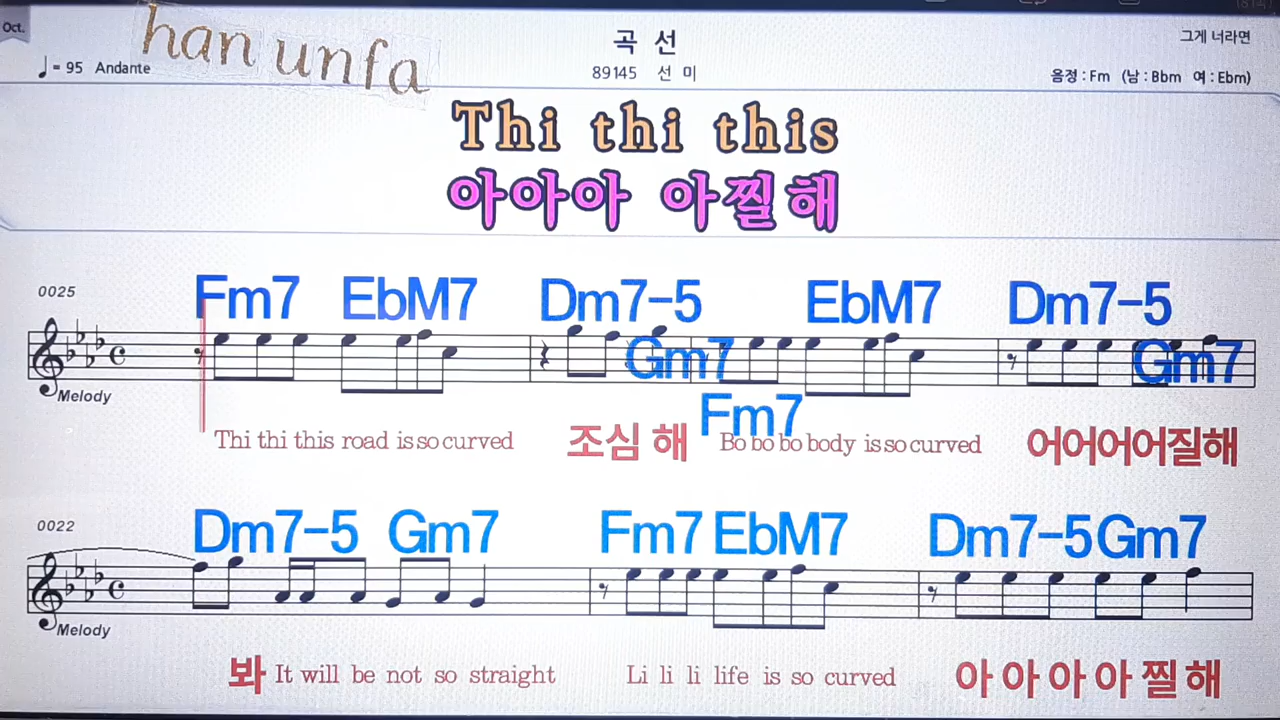 Oct.
han unfa
♩= 95 Andante
곡 선
89145 선 미
그게 너라면
음정 : Fm (남 : Bbm 여 : Ebm)
Thi thi this
아아아 아찔해
0025
Fm7 EbM7 Dm7-5 Gm7 Fm7 EbM7 Dm7-5 Gm7
Melody
Thi thi this road is so curved 조심 해 Bo bo bo body is so curved 어어어어질해
0022
Dm7-5 Gm7 Fm7 EbM7 Dm7-5 Gm7
Melody
봐 It will be not so straight Li li li life is so curved 아 아 아 아 찔 해